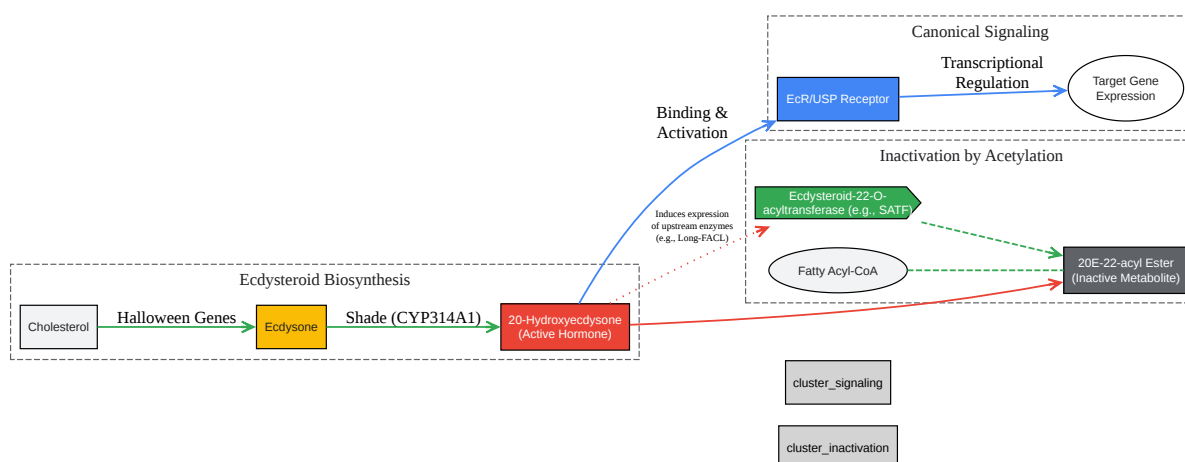 Canonical Signaling
Transcriptional
Regulation
EcR/USP Receptor
Target Gene
Expression
Binding &
Activation
Inactivation by Acetylation
Ecdysteroid-22-O-
acyltransferase (e.g., SATF)
Induces expression
of upstream enzymes
(e.g., Long-FACL)
Fatty Acyl-CoA
20E-22-acyl Ester
(Inactive Metabolite)
Ecdysteroid Biosynthesis
Cholesterol
Halloween Genes
Ecdysone
Shade (CYP314A1)
20-Hydroxyecdysone
(Active Hormone)
cluster_signaling
cluster_inactivation